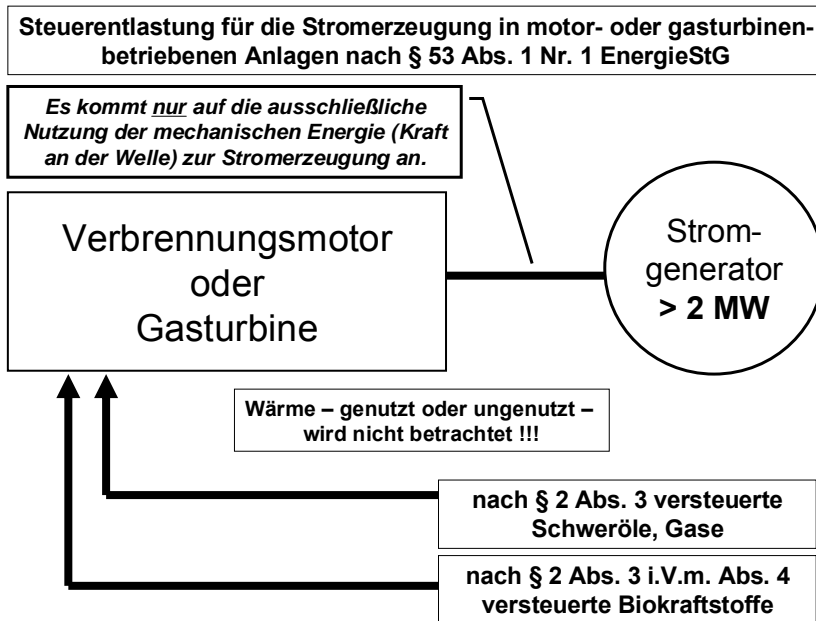 Steuerentlastung für die Stromerzeugung in motor- oder gasturbinen-
betriebenen Anlagen nach § 53 Abs. 1 Nr. 1 EnergieStG
Es kommt nur auf die ausschließliche
Nutzung der mechanischen Energie (Kraft
an der Welle) zur Stromerzeugung an.
Verbrennungsmotor
oder
Gasturbine
Strom-
generator
> 2 MW
Wärme – genutzt oder ungenutzt –
wird nicht betrachtet !!!
nach § 2 Abs. 3 versteuerte
Schweröle, Gase
nach § 2 Abs. 3 i.V.m. Abs. 4
versteuerte Biokraftstoffe